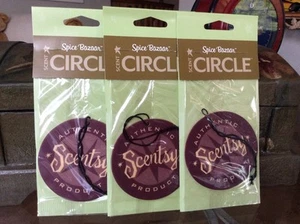 Spice Bazaar
SCENT CIRCLE
AUTHENTIC
Scentsy
PRODUCT
Spice Bazaar
SCENT CIRCLE
AUTHENTIC
Scentsy
PRODUCT
Spice Bazaar
SCENT CIRCLE
AUTHENTIC
Scentsy
PRODUCT